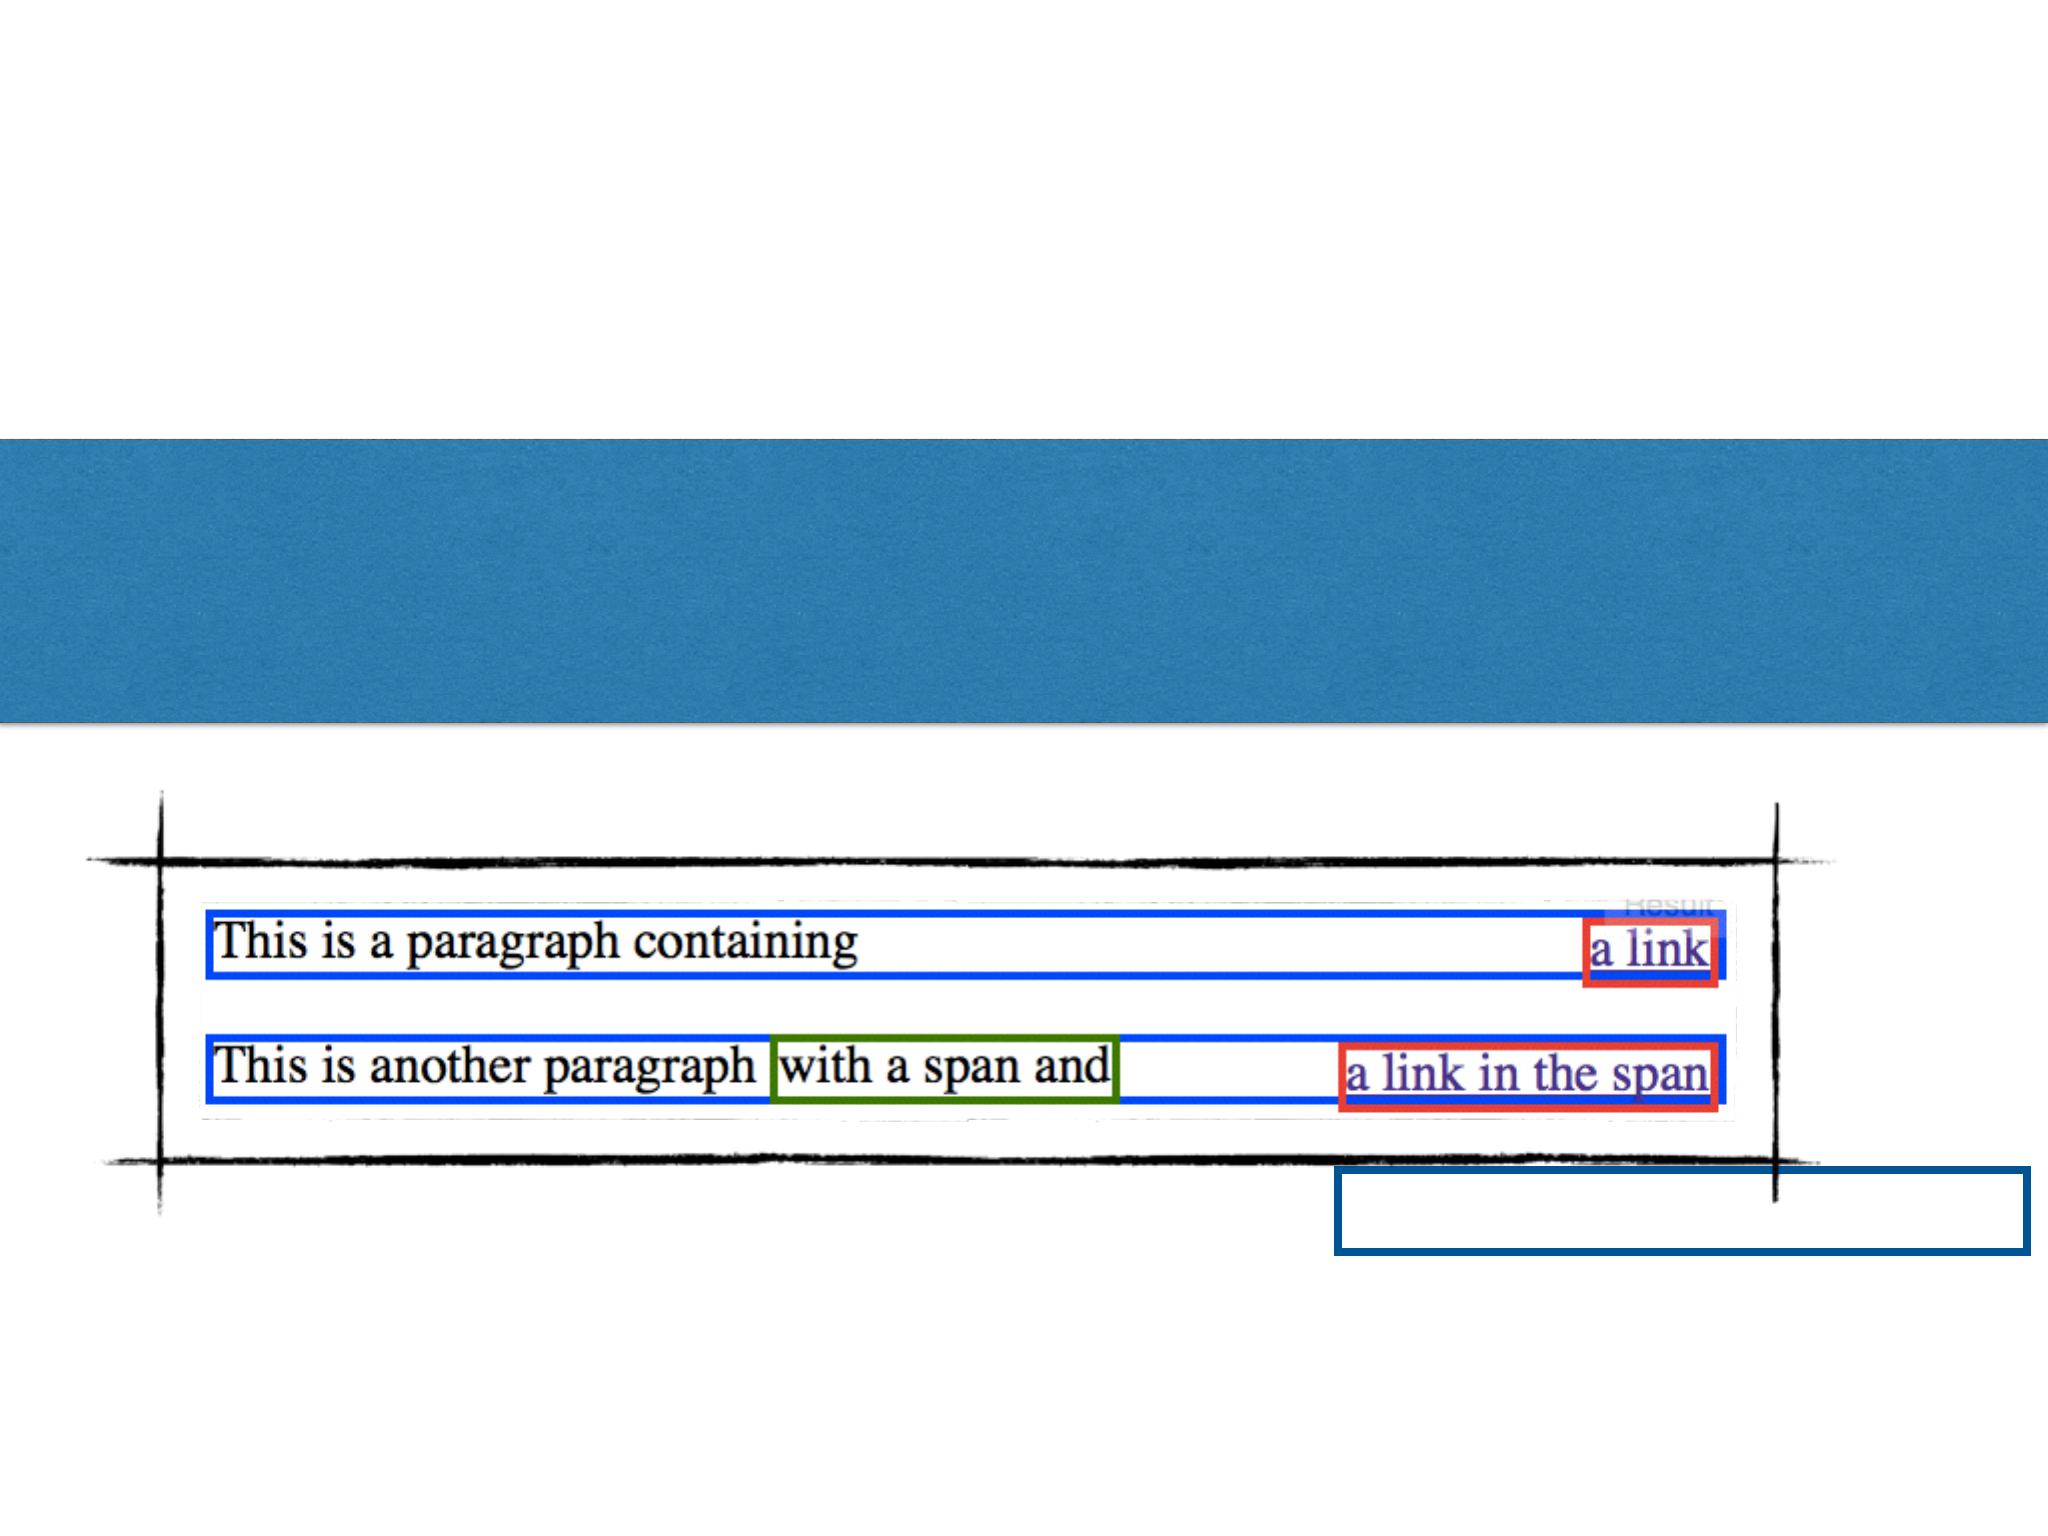 Result
This is a paragraph containing a link
This is another paragraph with a span and a link in the span